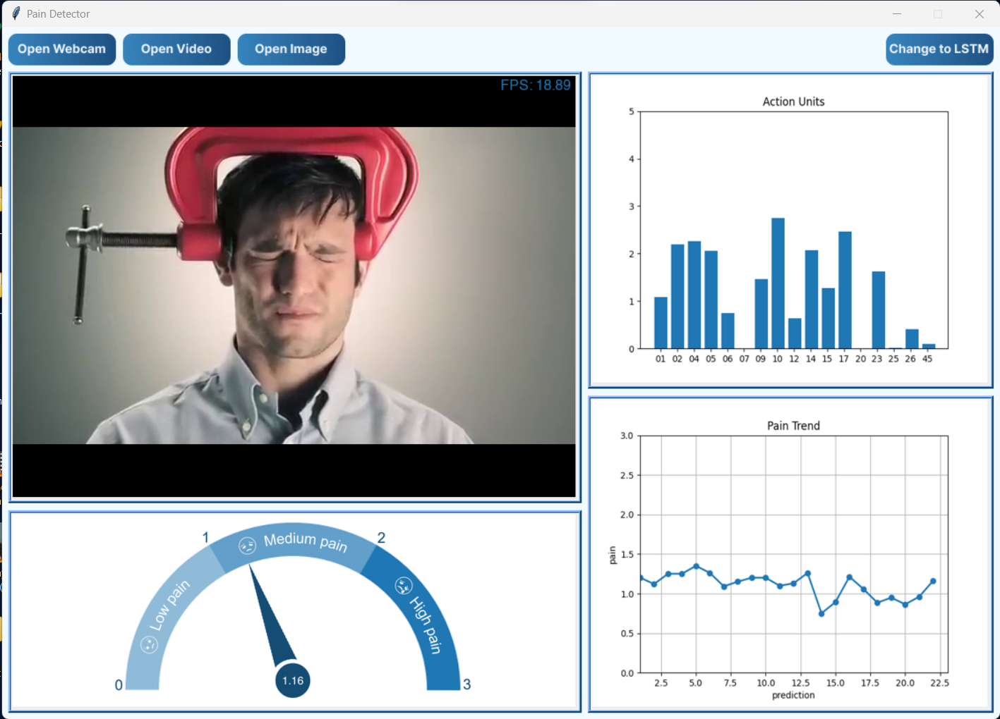 Pain Detector
Open Webcam
Open Video
Open Image
Change to LSTM
FPS: 18.89
Action Units
5
4
3
2
1
0
01 02 04 05 06 07 09 10 12 14 15 17 20 23 25 26 45
0
Low pain
1
Medium pain
2
High pain
3
1.16
Pain Trend
pain
3.0
2.5
2.0
1.5
1.0
0.5
0.0
2.5 5.0 7.5 10.0 12.5 15.0 17.5 20.0 22.5
prediction